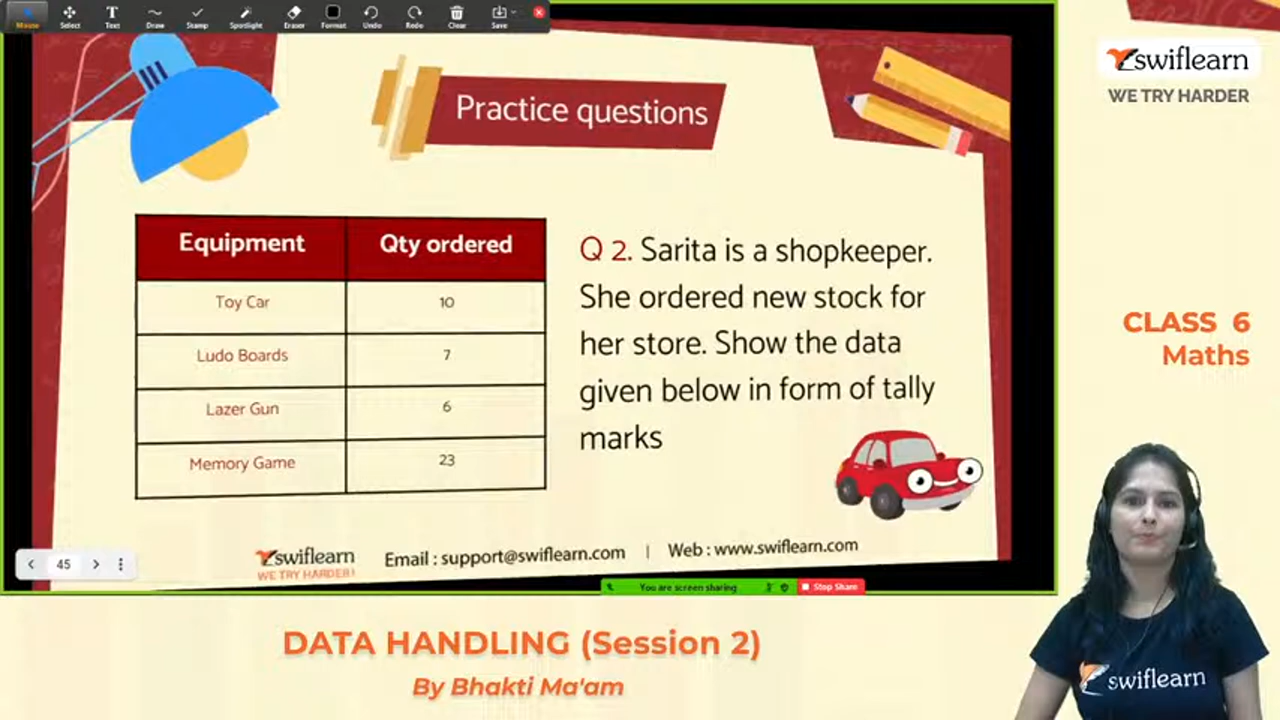 Mouse Select Text Draw Stamp Spotlight Eraser Format Undo Redo Clear Save
swiflearn
WE TRY HARDER
Practice questions
Equipment Qty ordered
Toy Car 10
Ludo Boards 7
Lazer Gun 6
Memory Game 23
Q 2. Sarita is a shopkeeper.
She ordered new stock for
her store. Show the data
given below in form of tally
marks
CLASS 6
Maths
45
swiflearn
WE TRY HARDER!
Email : support@swiflearn.com | Web : www.swiflearn.com
You are screen sharing Stop Share
DATA HANDLING (Session 2)
By Bhakti Ma'am
swiflearn